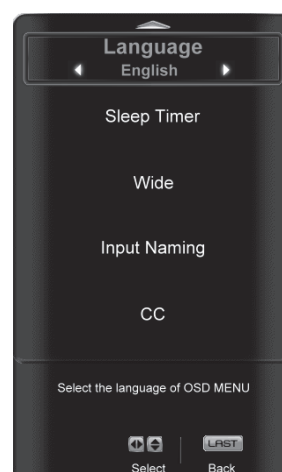 Language
English
Sleep Timer
Wide
Input Naming
CC
Select the language of OSD MENU
LAST
Select Back